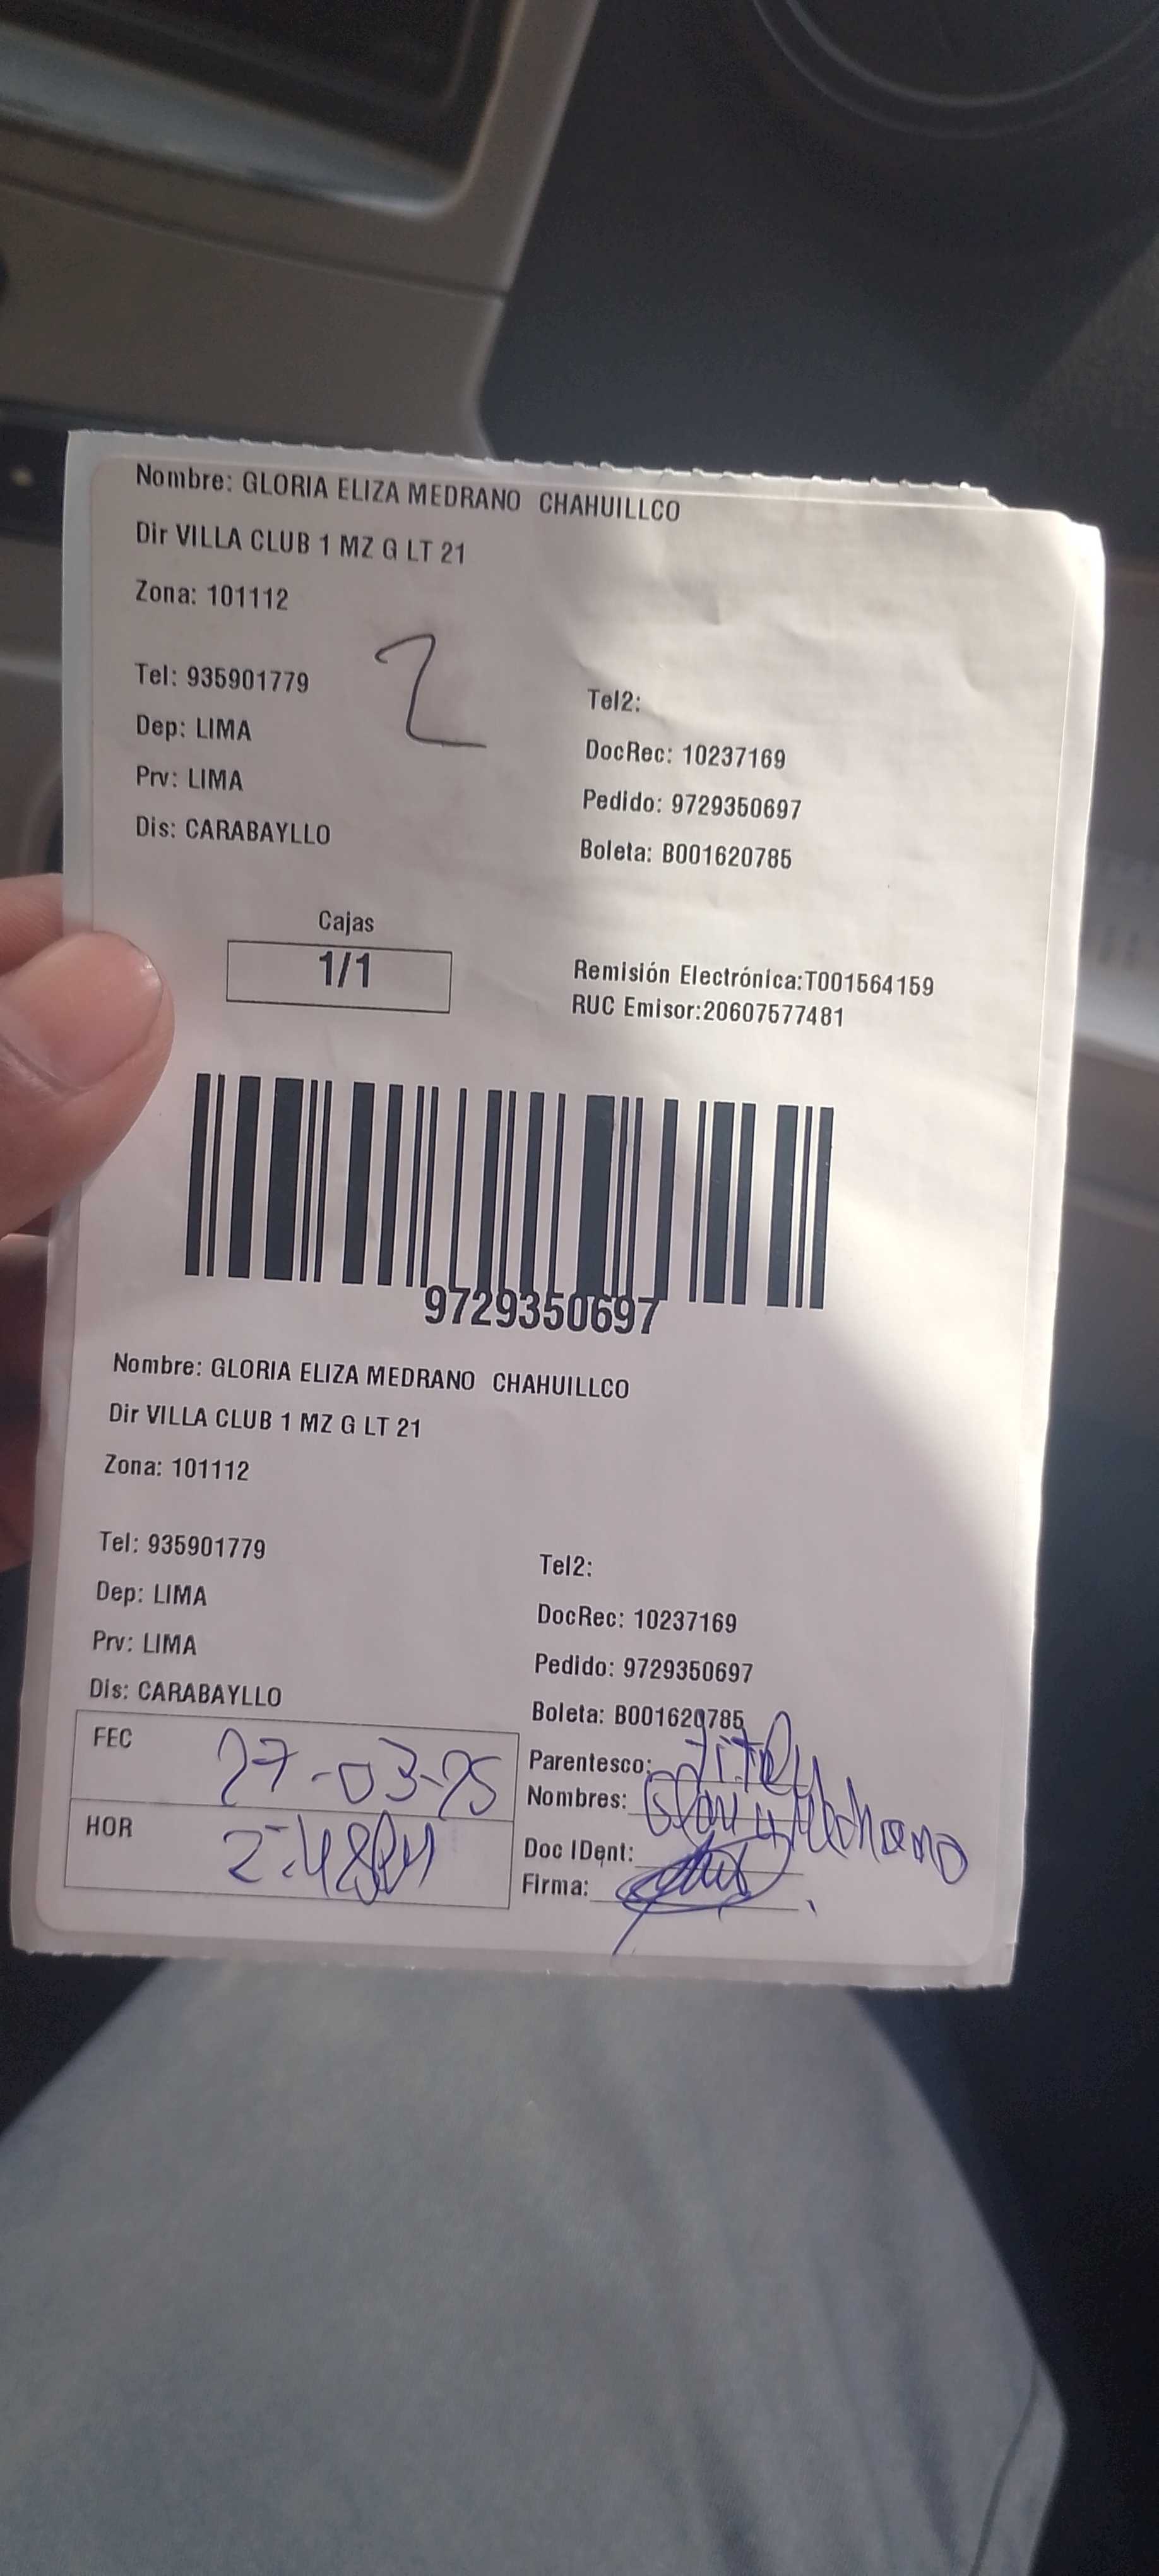 Nombre: GLORIA ELIZA MEDRANO CHAHUILLCO
Dir VILLA CLUB 1 MZ G LT 21
Zona: 101112
2
Tel: 935901779
Tel2:
Dep: LIMA
DocRec: 10237169
Prv: LIMA
Pedido: 9729350697
Dis: CARABAYLLO
Boleta: B001620785
Cajas
1/1
Remisión Electrónica:T001564159
RUC Emisor:20607577481
9729350697
Nombre: GLORIA ELIZA MEDRANO CHAHUILLCO
Dir VILLA CLUB 1 MZ G LT 21
Zona: 101112
Tel: 935901779
Tel2:
Dep: LIMA
DocRec: 10237169
Prv: LIMA
Pedido: 9729350697
Dis: CARABAYLLO
Boleta: B001620785
FEC 27-03-25
Parentesco:
Nombres:
HOR 2:48PM
Doc IDent:
Firma: